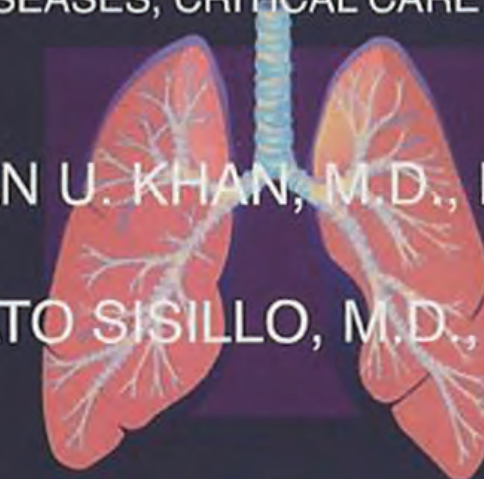 SEASES, CRITICAL CARE
N U. KHAN, M.D.,
TO SISILLO, M.D.,